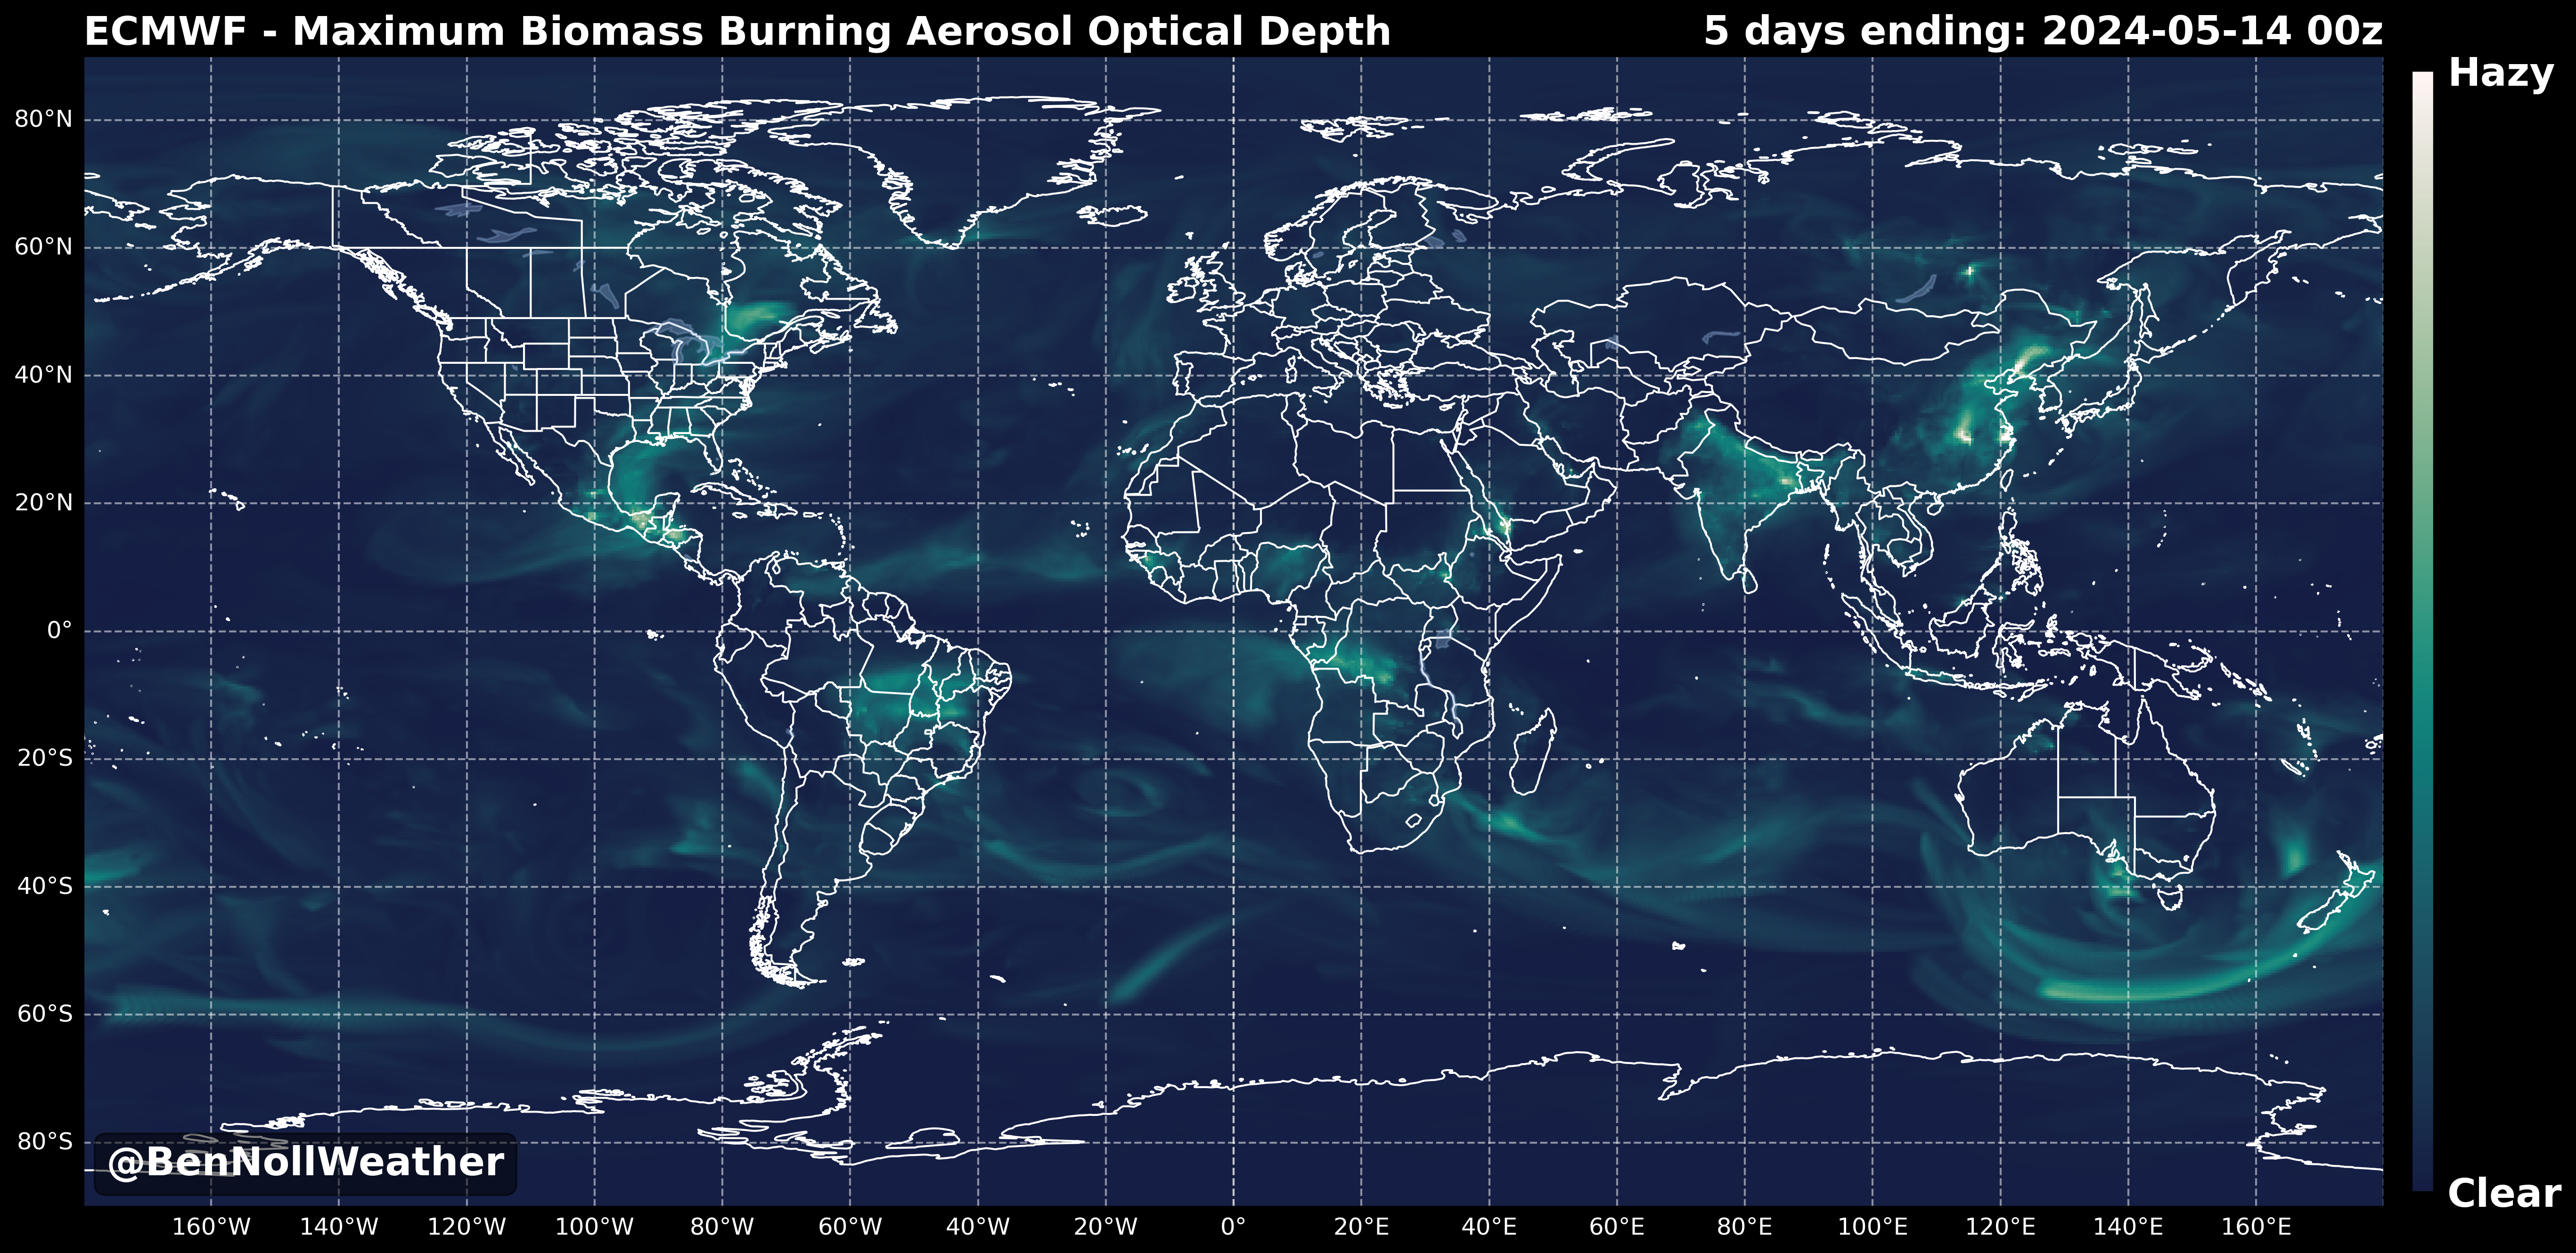 ECMWF - Maximum Biomass Burning Aerosol Optical Depth
5 days ending: 2024-05-14 00z
Hazy
80°N
60°N
40°N
20°N
0°
20°S
40°S
60°S
80°S
Clear
@BenNollWeather
160°W 140°W 120°W 100°W 80°W 60°W 40°W 20°W 0° 20°E 40°E 60°E 80°E 100°E 120°E 140°E 160°E